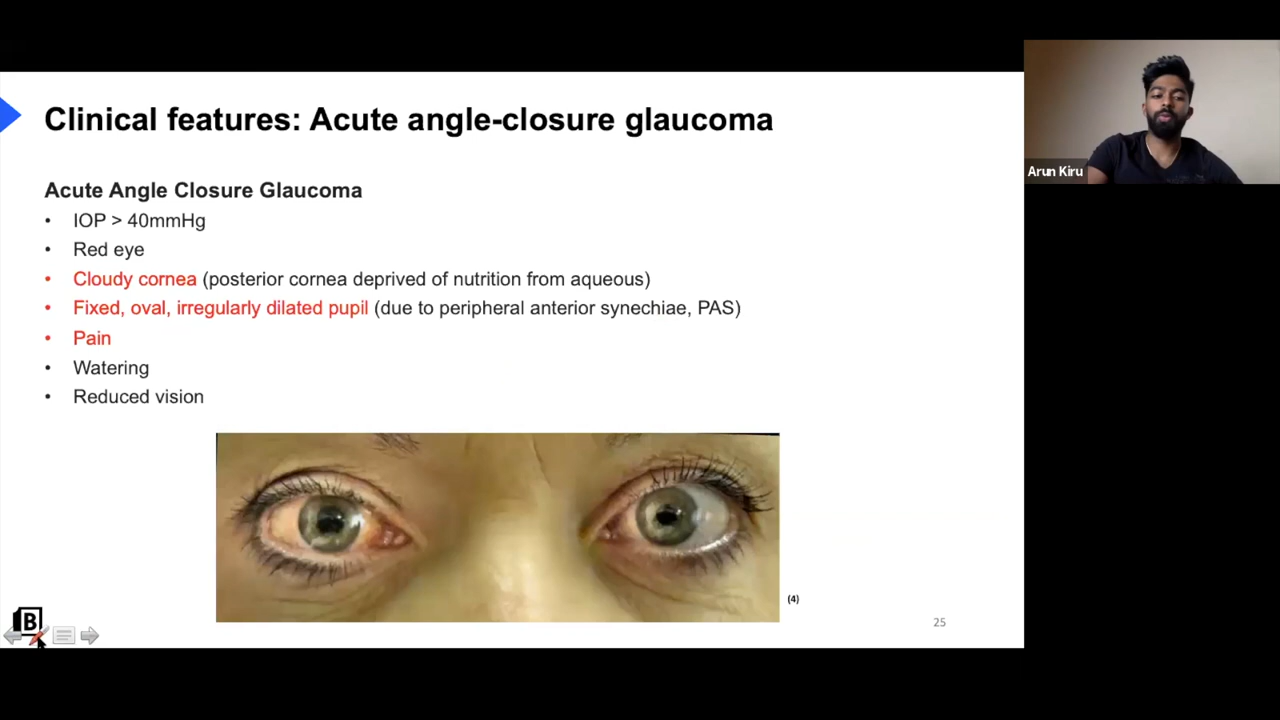 Clinical features: Acute angle-closure glaucoma
Arun Kiru
Acute Angle Closure Glaucoma
• IOP > 40mmHg
• Red eye
• Cloudy cornea (posterior cornea deprived of nutrition from aqueous)
• Fixed, oval, irregularly dilated pupil (due to peripheral anterior synechiae, PAS)
• Pain
• Watering
• Reduced vision
(4)
B
25